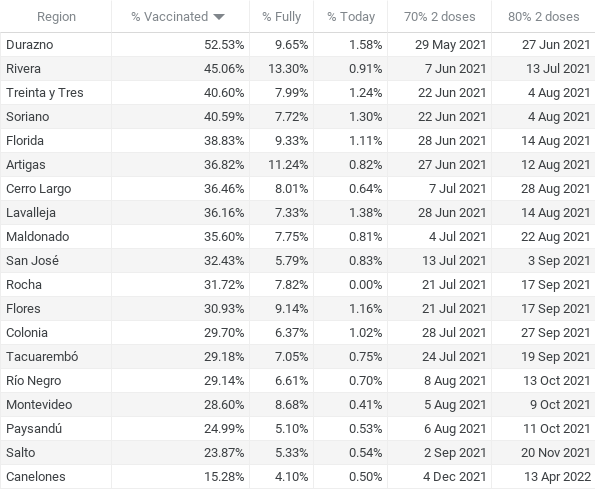 Region % Vaccinated % Fully % Today 70% 2 doses 80% 2 doses
Durazno 52.53% 9.65% 1.58% 29 May 2021 27 Jun 2021
Rivera 45.06% 13.30% 0.91% 7 Jun 2021 13 Jul 2021
Treinta y Tres 40.60% 7.99% 1.24% 22 Jun 2021 4 Aug 2021
Soriano 40.59% 7.72% 1.30% 22 Jun 2021 4 Aug 2021
Florida 38.83% 9.33% 1.11% 28 Jun 2021 14 Aug 2021
Artigas 36.82% 11.24% 0.82% 27 Jun 2021 12 Aug 2021
Cerro Largo 36.46% 8.01% 0.64% 7 Jul 2021 28 Aug 2021
Lavalleja 36.16% 7.33% 1.38% 28 Jun 2021 14 Aug 2021
Maldonado 35.60% 7.75% 0.81% 4 Jul 2021 22 Aug 2021
San José 32.43% 5.79% 0.83% 13 Jul 2021 3 Sep 2021
Rocha 31.72% 7.82% 0.00% 21 Jul 2021 17 Sep 2021
Flores 30.93% 9.14% 1.16% 21 Jul 2021 17 Sep 2021
Colonia 29.70% 6.37% 1.02% 28 Jul 2021 27 Sep 2021
Tacuarembó 29.18% 7.05% 0.75% 24 Jul 2021 19 Sep 2021
Río Negro 29.14% 6.61% 0.70% 8 Aug 2021 13 Oct 2021
Montevideo 28.60% 8.68% 0.41% 5 Aug 2021 9 Oct 2021
Paysandú 24.99% 5.10% 0.53% 6 Aug 2021 11 Oct 2021
Salto 23.87% 5.33% 0.54% 2 Sep 2021 20 Nov 2021
Canelones 15.28% 4.10% 0.50% 4 Dec 2021 13 Apr 2022